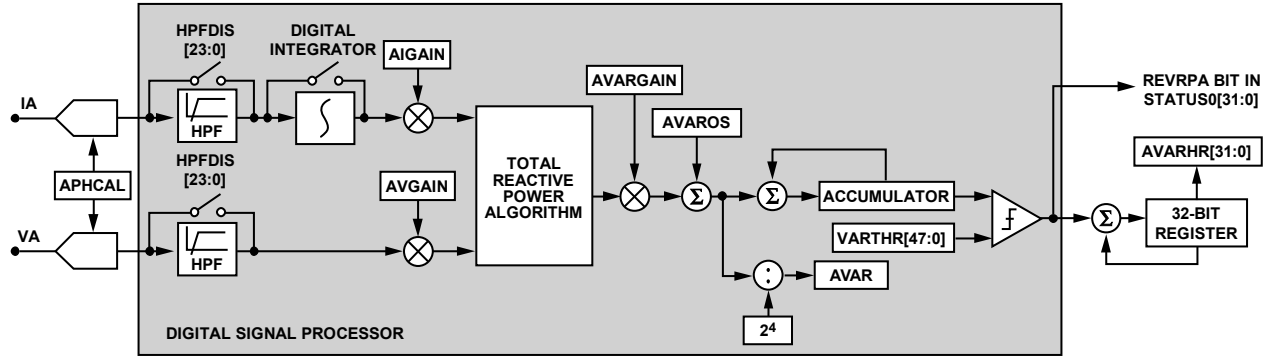 HPFDIS
[23:0]
DIGITAL
INTEGRATOR
AIGAIN
IA
HPF
AVARGAIN
AVAROS
REVRPA BIT IN
STATUS0[31:0]
AVARHR[31:0]
HPFDIS
[23:0]
APHCAL
AVGAIN
TOTAL
REACTIVE
POWER
ALGORITHM
Σ
Σ
ACCUMULATOR
VARTHR[47:0]
Σ
32-BIT
REGISTER
VA
HPF
:
AVAR
2⁴
DIGITAL SIGNAL PROCESSOR